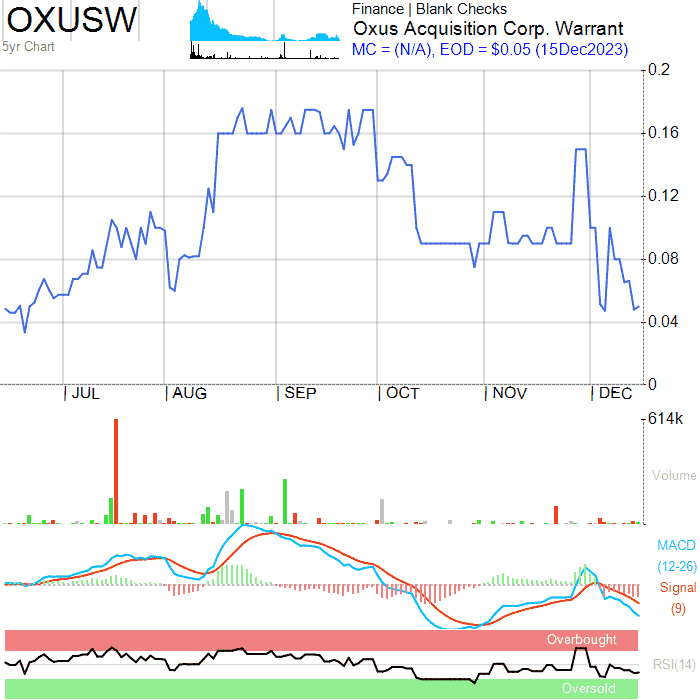 OXUSW
5yr Chart
Finance | Blank Checks
Oxus Acquisition Corp. Warrant
MC = (N/A), EOD = $0.05 (15Dec2023)
0.2
0.16
0.12
0.08
0.04
0
| JUL | AUG | SEP | OCT | NOV | DEC
614k
Volume
MACD
(12-26)
Signal
(9)
Overbought
RSI(14)
Oversold